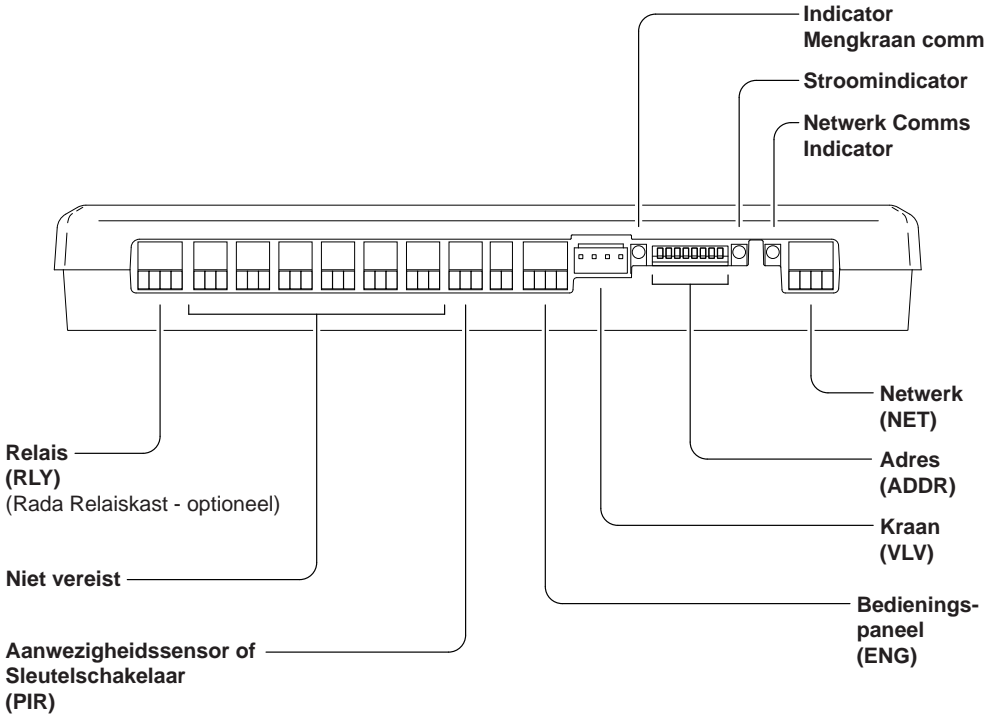 Indicator
Mengkraan comm
Stroomindicator
Netwerk Comms
Indicator
Netwerk
(NET)
Adres
(ADDR)
Kraan
(VLV)
Bedienings-
paneel
(ENG)
Relais
(RLY)
(Rada Relaiskast - optioneel)
Niet vereist
Aanwezigheidssensor of
Sleutelschakelaar
(PIR)